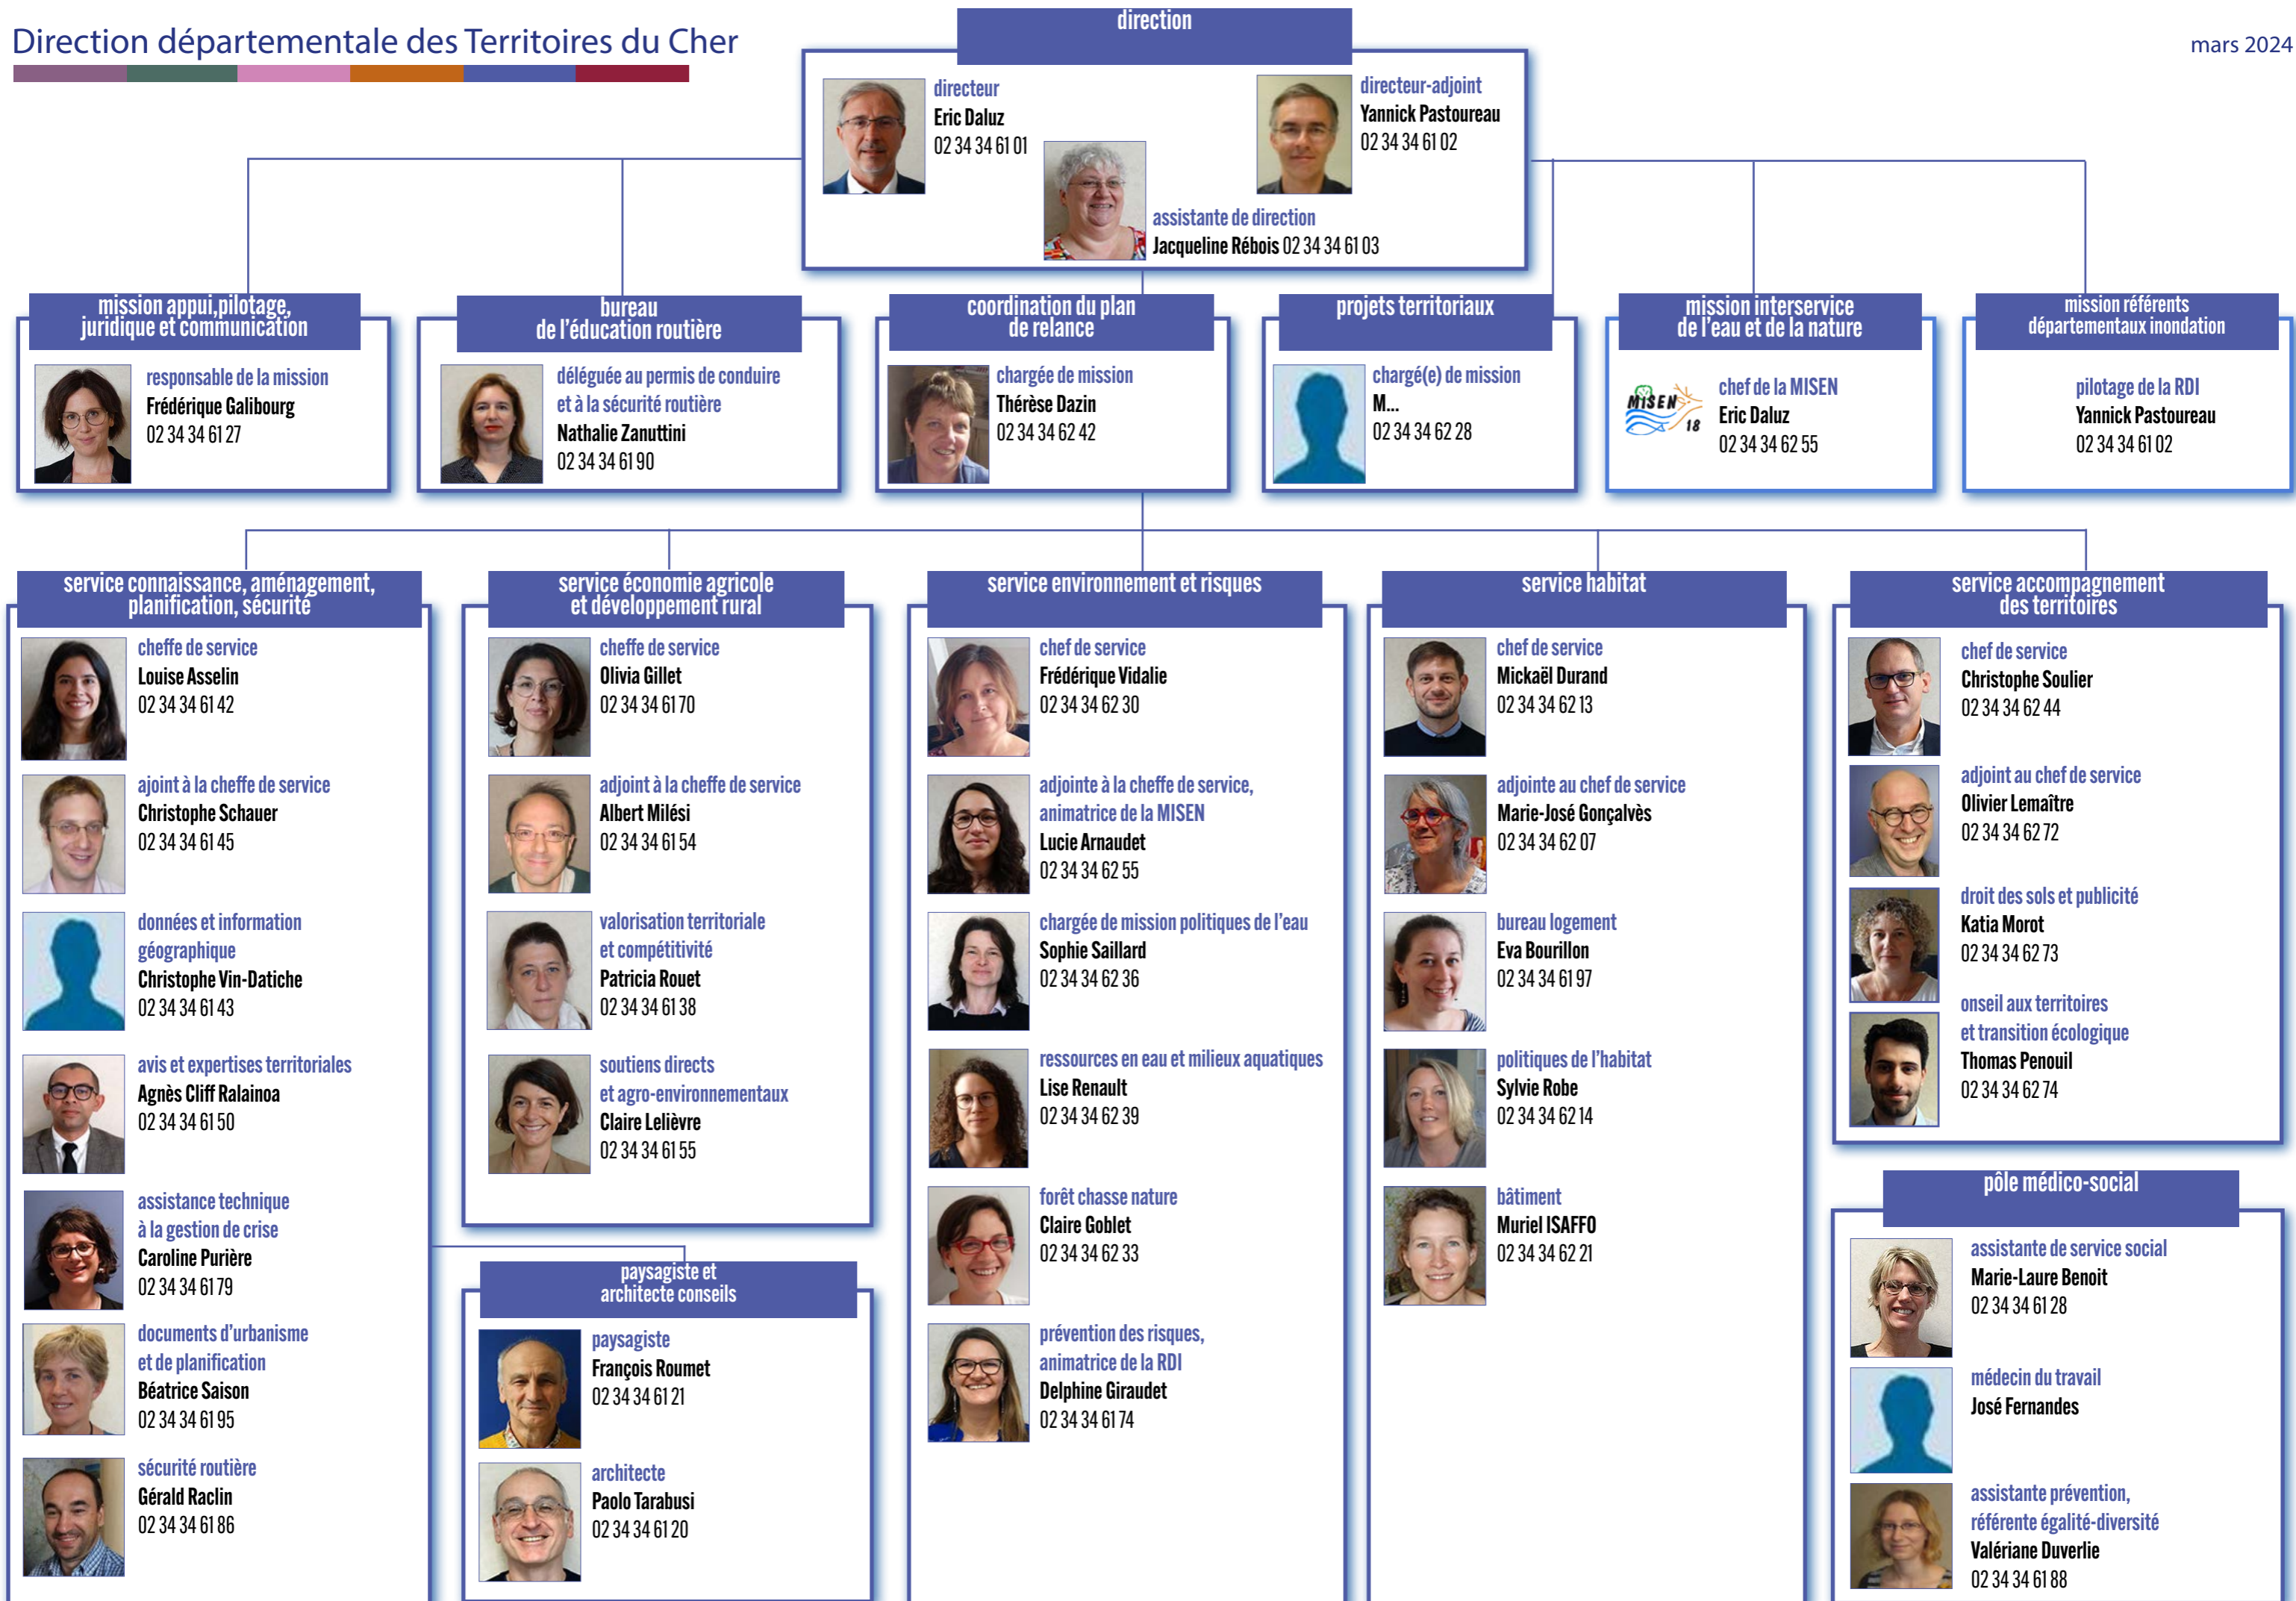 Direction départementale des Territoires du Cher
mars 2024
direction
directeur
Eric Daluz
02 34 34 61 01
directeur-adjoint
Yannick Pastoureau
02 34 34 61 02
assistante de direction
Jacqueline Rébois 02 34 34 61 03
mission appui,pilotage,
juridique et communication
responsable de la mission
Frédérique Galibourg
02 34 34 61 27
bureau
de l'éducation routière
déléguée au permis de conduire
et à la sécurité routière
Nathalie Zanuttini
02 34 34 61 90
coordination du plan
de relance
chargée de mission
Thérèse Dazin
02 34 34 62 42
projets territoriaux
chargé(e) de mission
M...
02 34 34 62 28
mission interservice
de l'eau et de la nature
MISEN
18
chef de la MISEN
Eric Daluz
02 34 34 62 55
mission référents
départementaux inondation
pilotage de la RDI
Yannick Pastoureau
02 34 34 61 02
service connaissance, aménagement,
planification, sécurité
cheffe de service
Louise Asselin
02 34 34 61 42
ajoint à la cheffe de service
Christophe Schauer
02 34 34 61 45
données et information
géographique
Christophe Vin-Datiche
02 34 34 61 43
avis et expertises territoriales
Agnès Cliff Ralainoa
02 34 34 61 50
assistance technique
à la gestion de crise
Caroline Purière
02 34 34 61 79
documents d'urbanisme
et de planification
Béatrice Saison
02 34 34 61 95
sécurité routière
Gérald Raclin
02 34 34 61 86
service économie agricole
et développement rural
cheffe de service
Olivia Gillet
02 34 34 61 70
adjoint à la cheffe de service
Albert Milési
02 34 34 61 54
valorisation territoriale
et compétitivité
Patricia Rouet
02 34 34 61 38
soutiens directs
et agro-environnementaux
Claire Lelièvre
02 34 34 61 55
paysagiste et
architecte conseils
paysagiste
François Roumet
02 34 34 61 21
architecte
Paolo Tarabusi
02 34 34 61 20
service environnement et risques
chef de service
Frédérique Vidalie
02 34 34 62 30
adjointe à la cheffe de service,
animatrice de la MISEN
Lucie Arnaudet
02 34 34 62 55
chargée de mission politiques de l'eau
Sophie Saillard
02 34 34 62 36
ressources en eau et milieux aquatiques
Lise Renault
02 34 34 62 39
forêt chasse nature
Claire Goblet
02 34 34 62 33
prévention des risques,
animatrice de la RDI
Delphine Giraudet
02 34 34 61 74
service habitat
chef de service
Mickaël Durand
02 34 34 62 13
adjointe au chef de service
Marie-José Gonçalvès
02 34 34 62 07
bureau logement
Eva Bourillon
02 34 34 61 97
politiques de l'habitat
Sylvie Robe
02 34 34 62 14
bâtiment
Muriel ISAFFO
02 34 34 62 21
service accompagnement
des territoires
chef de service
Christophe Soulier
02 34 34 62 44
adjoint au chef de service
Olivier Lemaître
02 34 34 62 72
droit des sols et publicité
Katia Morot
02 34 34 62 73
onseil aux territoires
et transition écologique
Thomas Penouil
02 34 34 62 74
pôle médico-social
assistante de service social
Marie-Laure Benoit
02 34 34 61 28
médecin du travail
José Fernandes
assistante prévention,
référente égalité-diversité
Valériane Duverlie
02 34 34 61 88